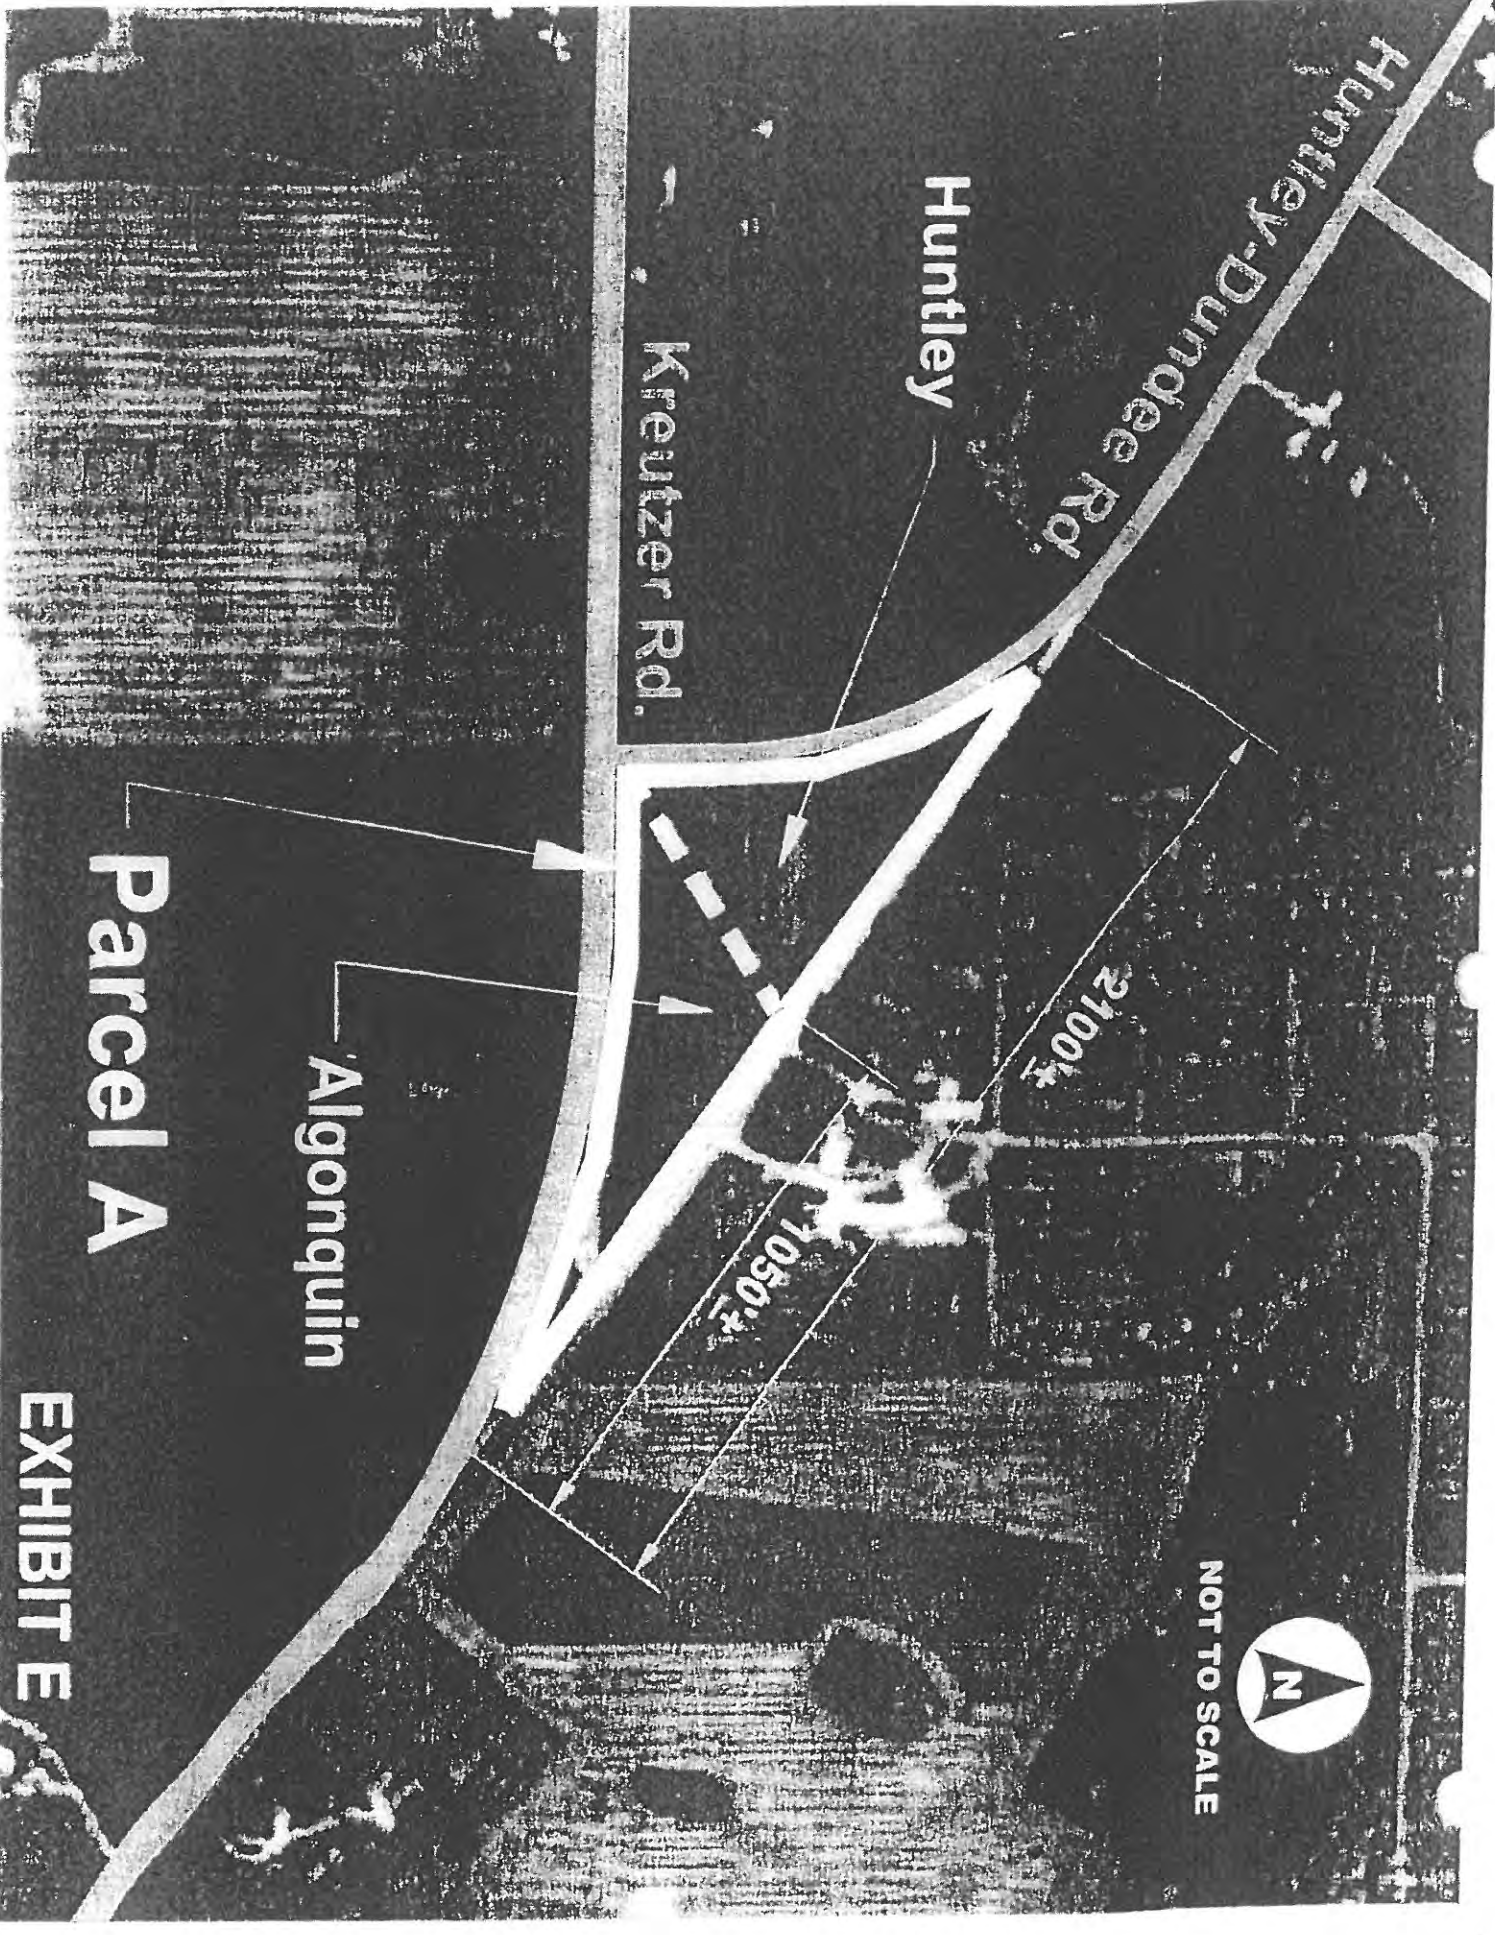 Huntley-Dundee Rd.
Huntley
Kreutzer Rd.
2100'±
1050'±
Algonquin
Parcel A
EXHIBIT E
N
NOT TO SCALE